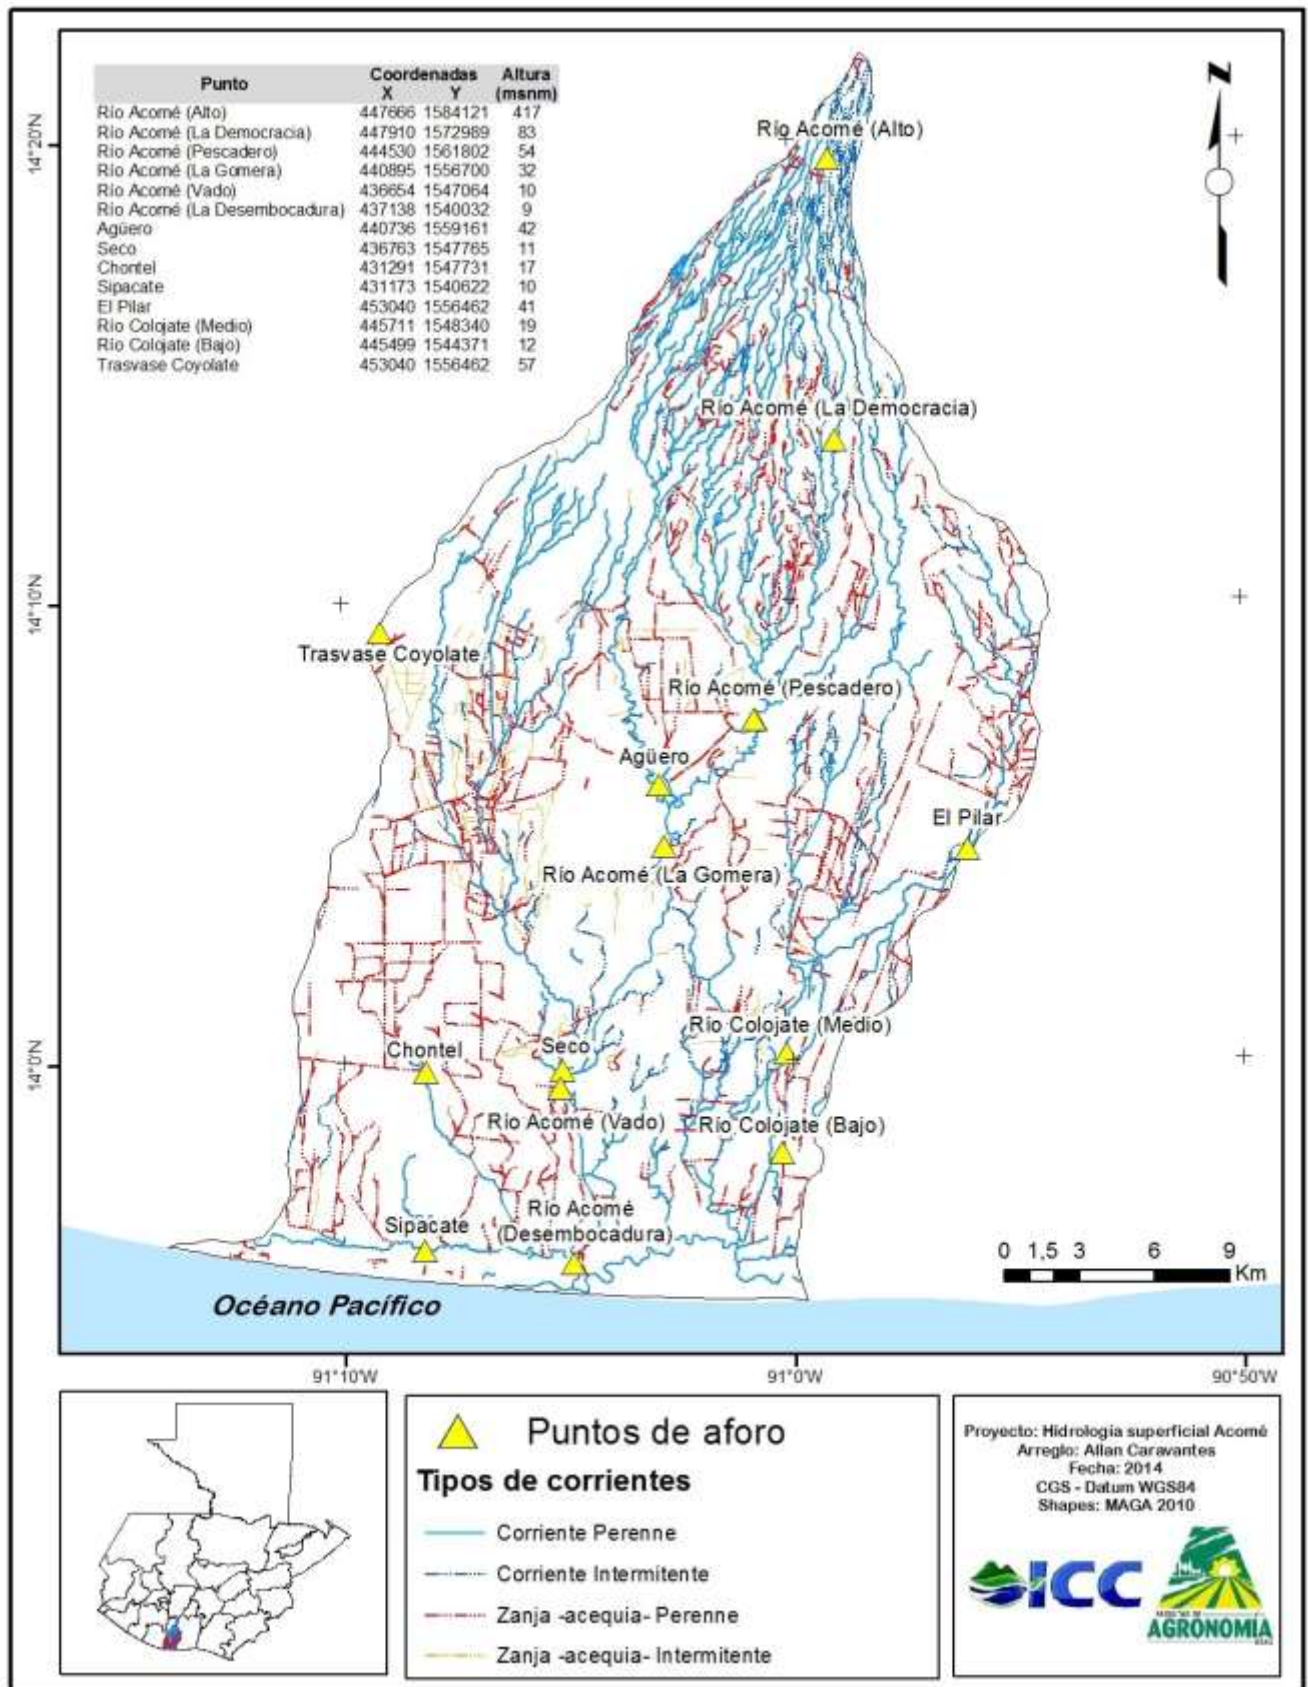 Punto Coordenadas Altura
X Y (msnm)
Río Acomé (Alto) 447666 1584121 417
Río Acomé (La Democracia) 447910 1572989 83
Río Acomé (Pescadero) 444530 1561802 54
Río Acomé (La Gomera) 440895 1556700 32
Río Acomé (Vado) 436654 1547064 10
Río Acomé (La Desembocadura) 437138 1540032 9
Agüero 440736 1559161 42
Seco 436763 1547765 11
Chontel 431291 1547731 17
Sipacate 431173 1540622 10
El Pilar 453040 1556462 41
Río Colojate (Medio) 445711 1548340 19
Río Colojate (Bajo) 445499 1544371 12
Trasvase Coyolate 453040 1556462 57
N
14°20'N
Río Acomé (Alto)
Río Acomé (La Democracia)
14°10'N
Trasvase Coyolate
Río Acomé (Pescadero)
Agüero
El Pilar
Río Acomé (La Gomera)
Río Colojate (Medio)
Seco
Chontel
14°0'N
Río Acomé (Vado)
Río Colojate (Bajo)
Río Acomé
(Desembocadura)
Sipacate
0 1,5 3 6 9
Km
Océano Pacífico
91°10'W 91°0'W 90°50'W
Puntos de aforo
Tipos de corrientes
Corriente Perenne
Corriente Intermitente
Zanja -acequia- Perenne
Zanja -acequia- Intermitente
Proyecto: Hidrología superficial Acomé
Arreglo: Allan Caravantes
Fecha: 2014
CGS - Datum WGS84
Shapes: MAGA 2010
ICC
AGRONOMIA